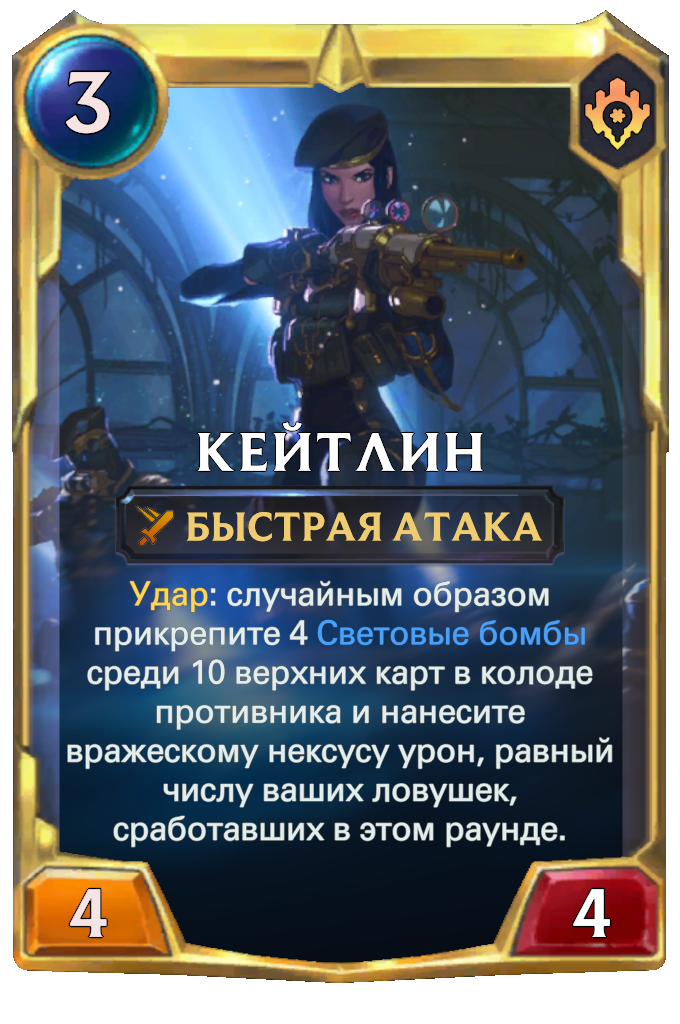 3
КЕЙТЛИН
БЫСТРАЯ АТАКА
Удар: случайным образом
прикрепите 4 Световые бомбы
среди 10 верхних карт в колоде
противника и нанесите
вражескому нексусу урон, равный
числу ваших ловушек,
сработавших в этом раунде.
4
4